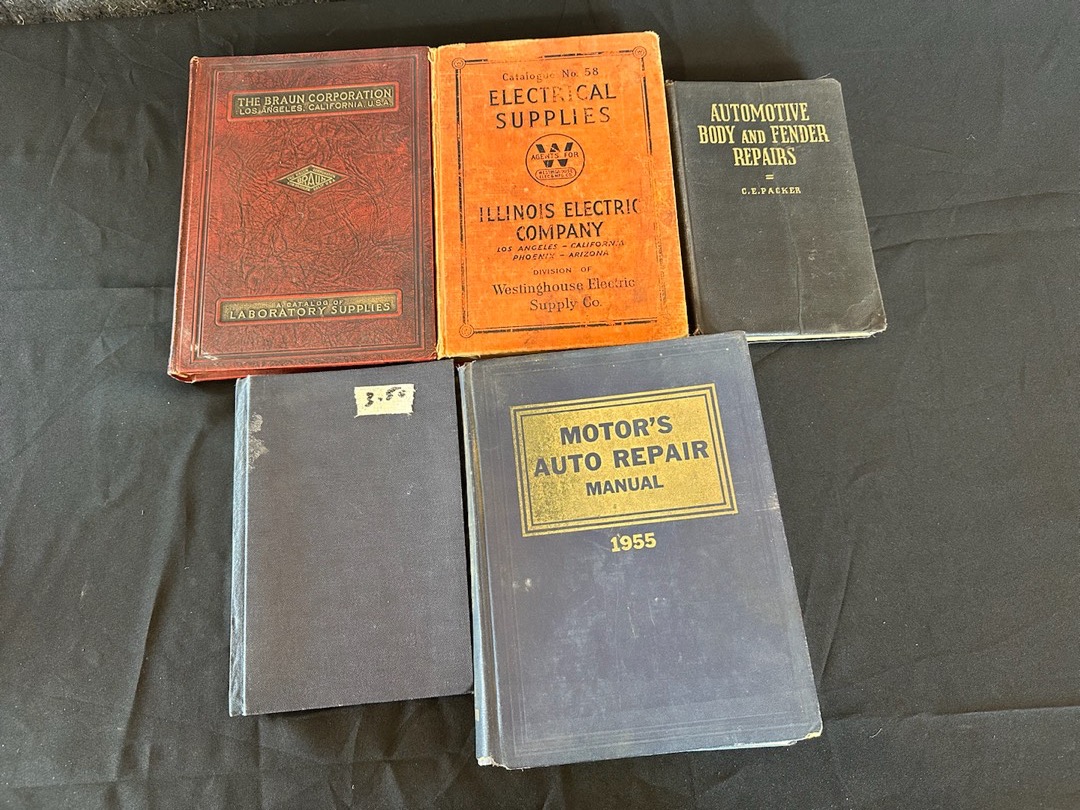 THE BRAUN CORPORATION
LOS ANGELES, CALIFORNIA, U.S.A.
BRAUN
A CATALOG OF
LABORATORY SUPPLIES
Catalogue No. 58
ELECTRICAL
SUPPLIES
W
AGENTS FOR
ILLINOIS ELECTRIC
COMPANY
LOS ANGELES - CALIFORNIA
PHOENIX - ARIZONA
DIVISION OF
Westinghouse Electric
Supply Co.
AUTOMOTIVE
BODY AND FENDER
REPAIRS
=
C.E.PACKER
3.50
MOTOR'S
AUTO REPAIR
MANUAL
1955